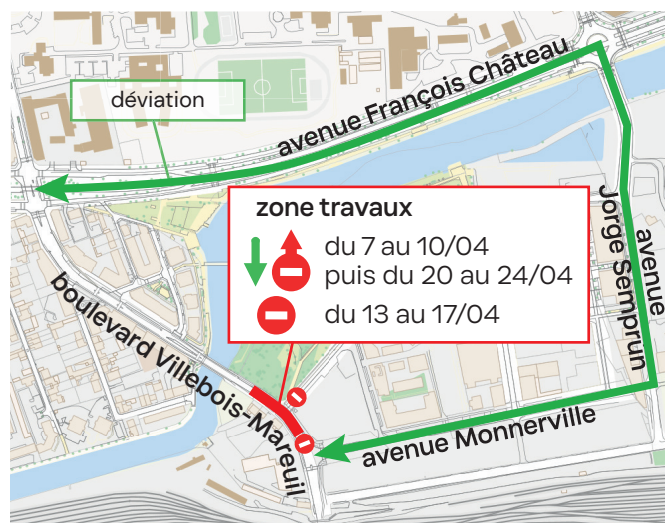 avenue François Château
déviation
zone travaux
du 7 au 10/04
puis du 20 au 24/04
du 13 au 17/04
avenue
Jorge Semprun
boulevard Villebois-Mareuil
avenue Monnerville